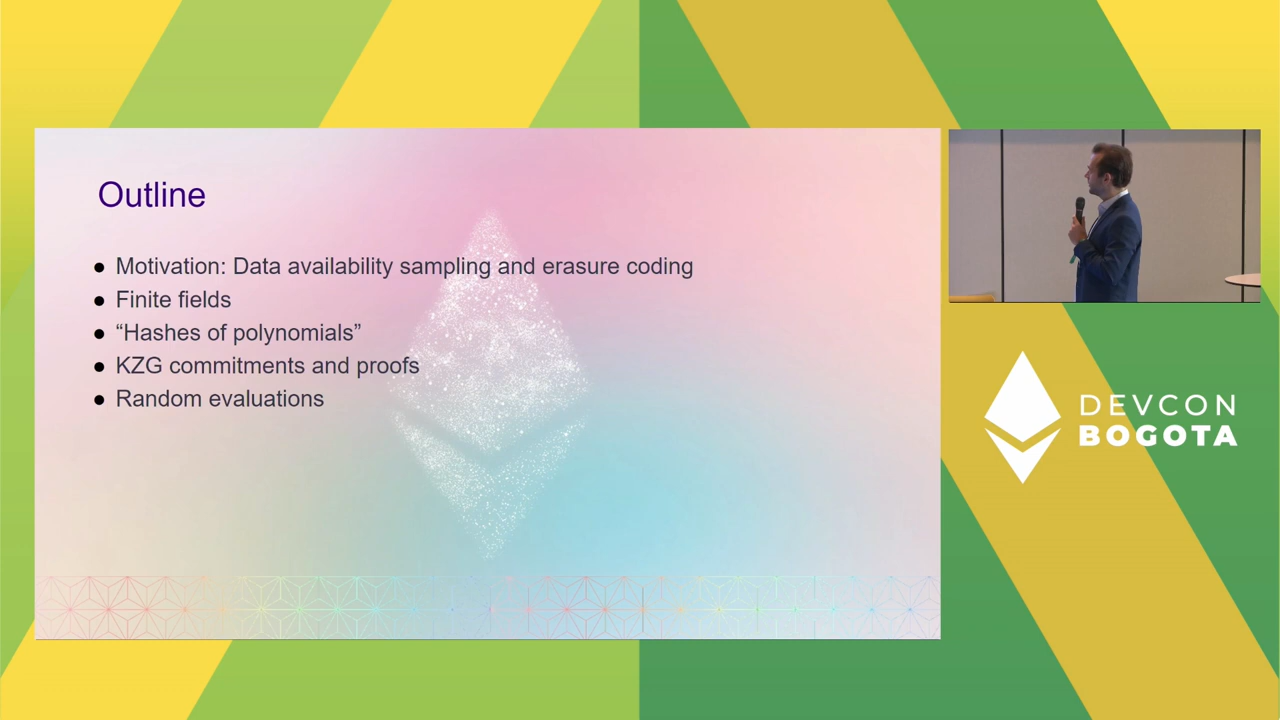 Outline
● Motivation: Data availability sampling and erasure coding
● Finite fields
● “Hashes of polynomials”
● KZG commitments and proofs
● Random evaluations
DEVCON
BOGOTA